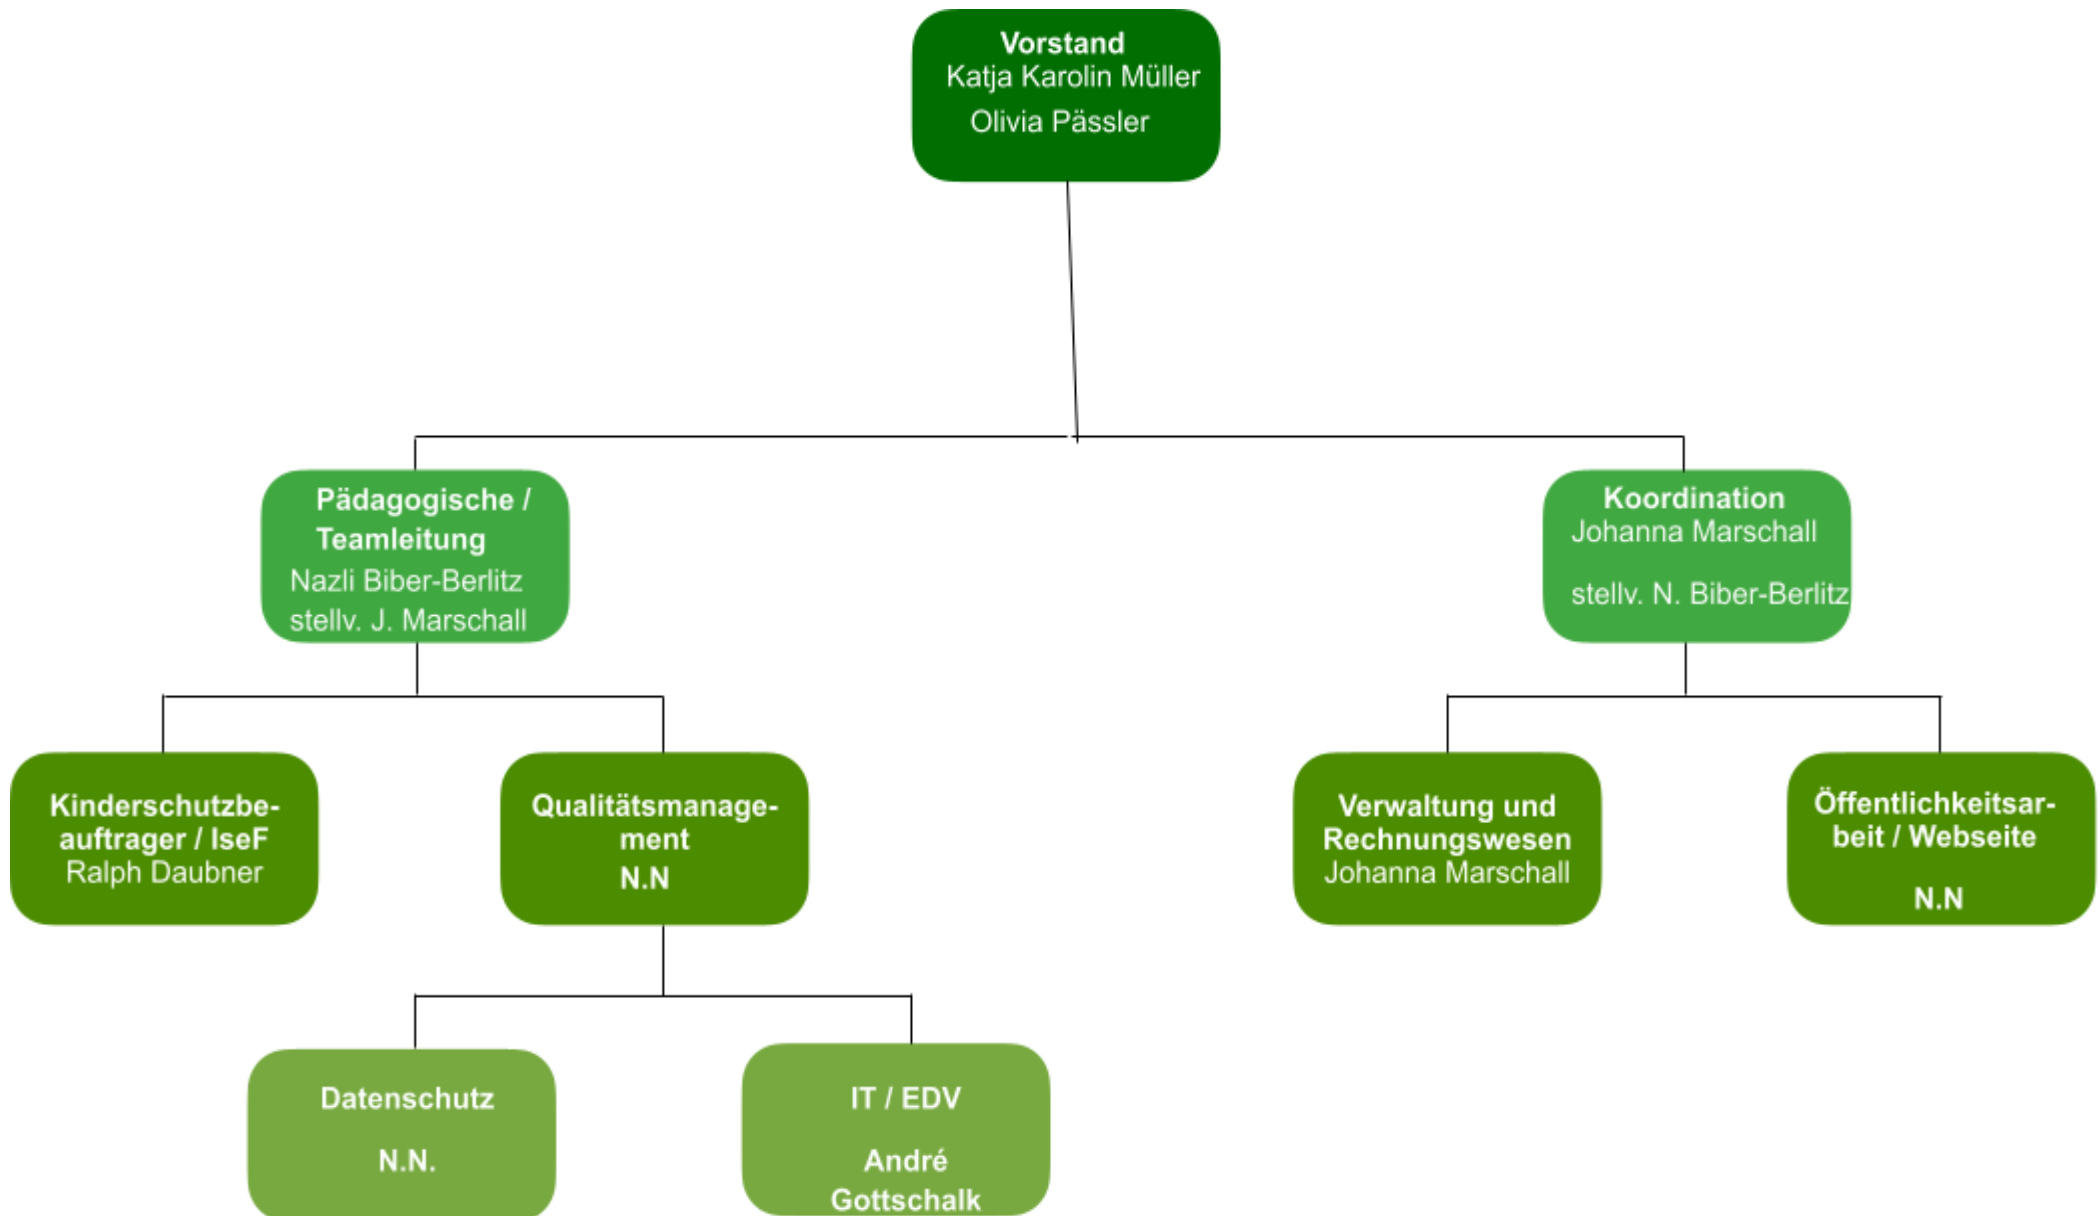 Vorstand
Katja Karolin Müller
Olivia Pässler
Pädagogische /
Teamleitung
Nazli Biber-Berlitz
stellv. J. Marschall
Koordination
Johanna Marschall
stellv. N. Biber-Berlitz
Kinderschutzbe-
auftrager / IseF
Ralph Daubner
Qualitätsmanage-
ment
N.N
Verwaltung und
Rechnungswesen
Johanna Marschall
Öffentlichkeitsar-
beit / Webseite
N.N
Datenschutz
N.N.
IT / EDV
André
Gottschalk